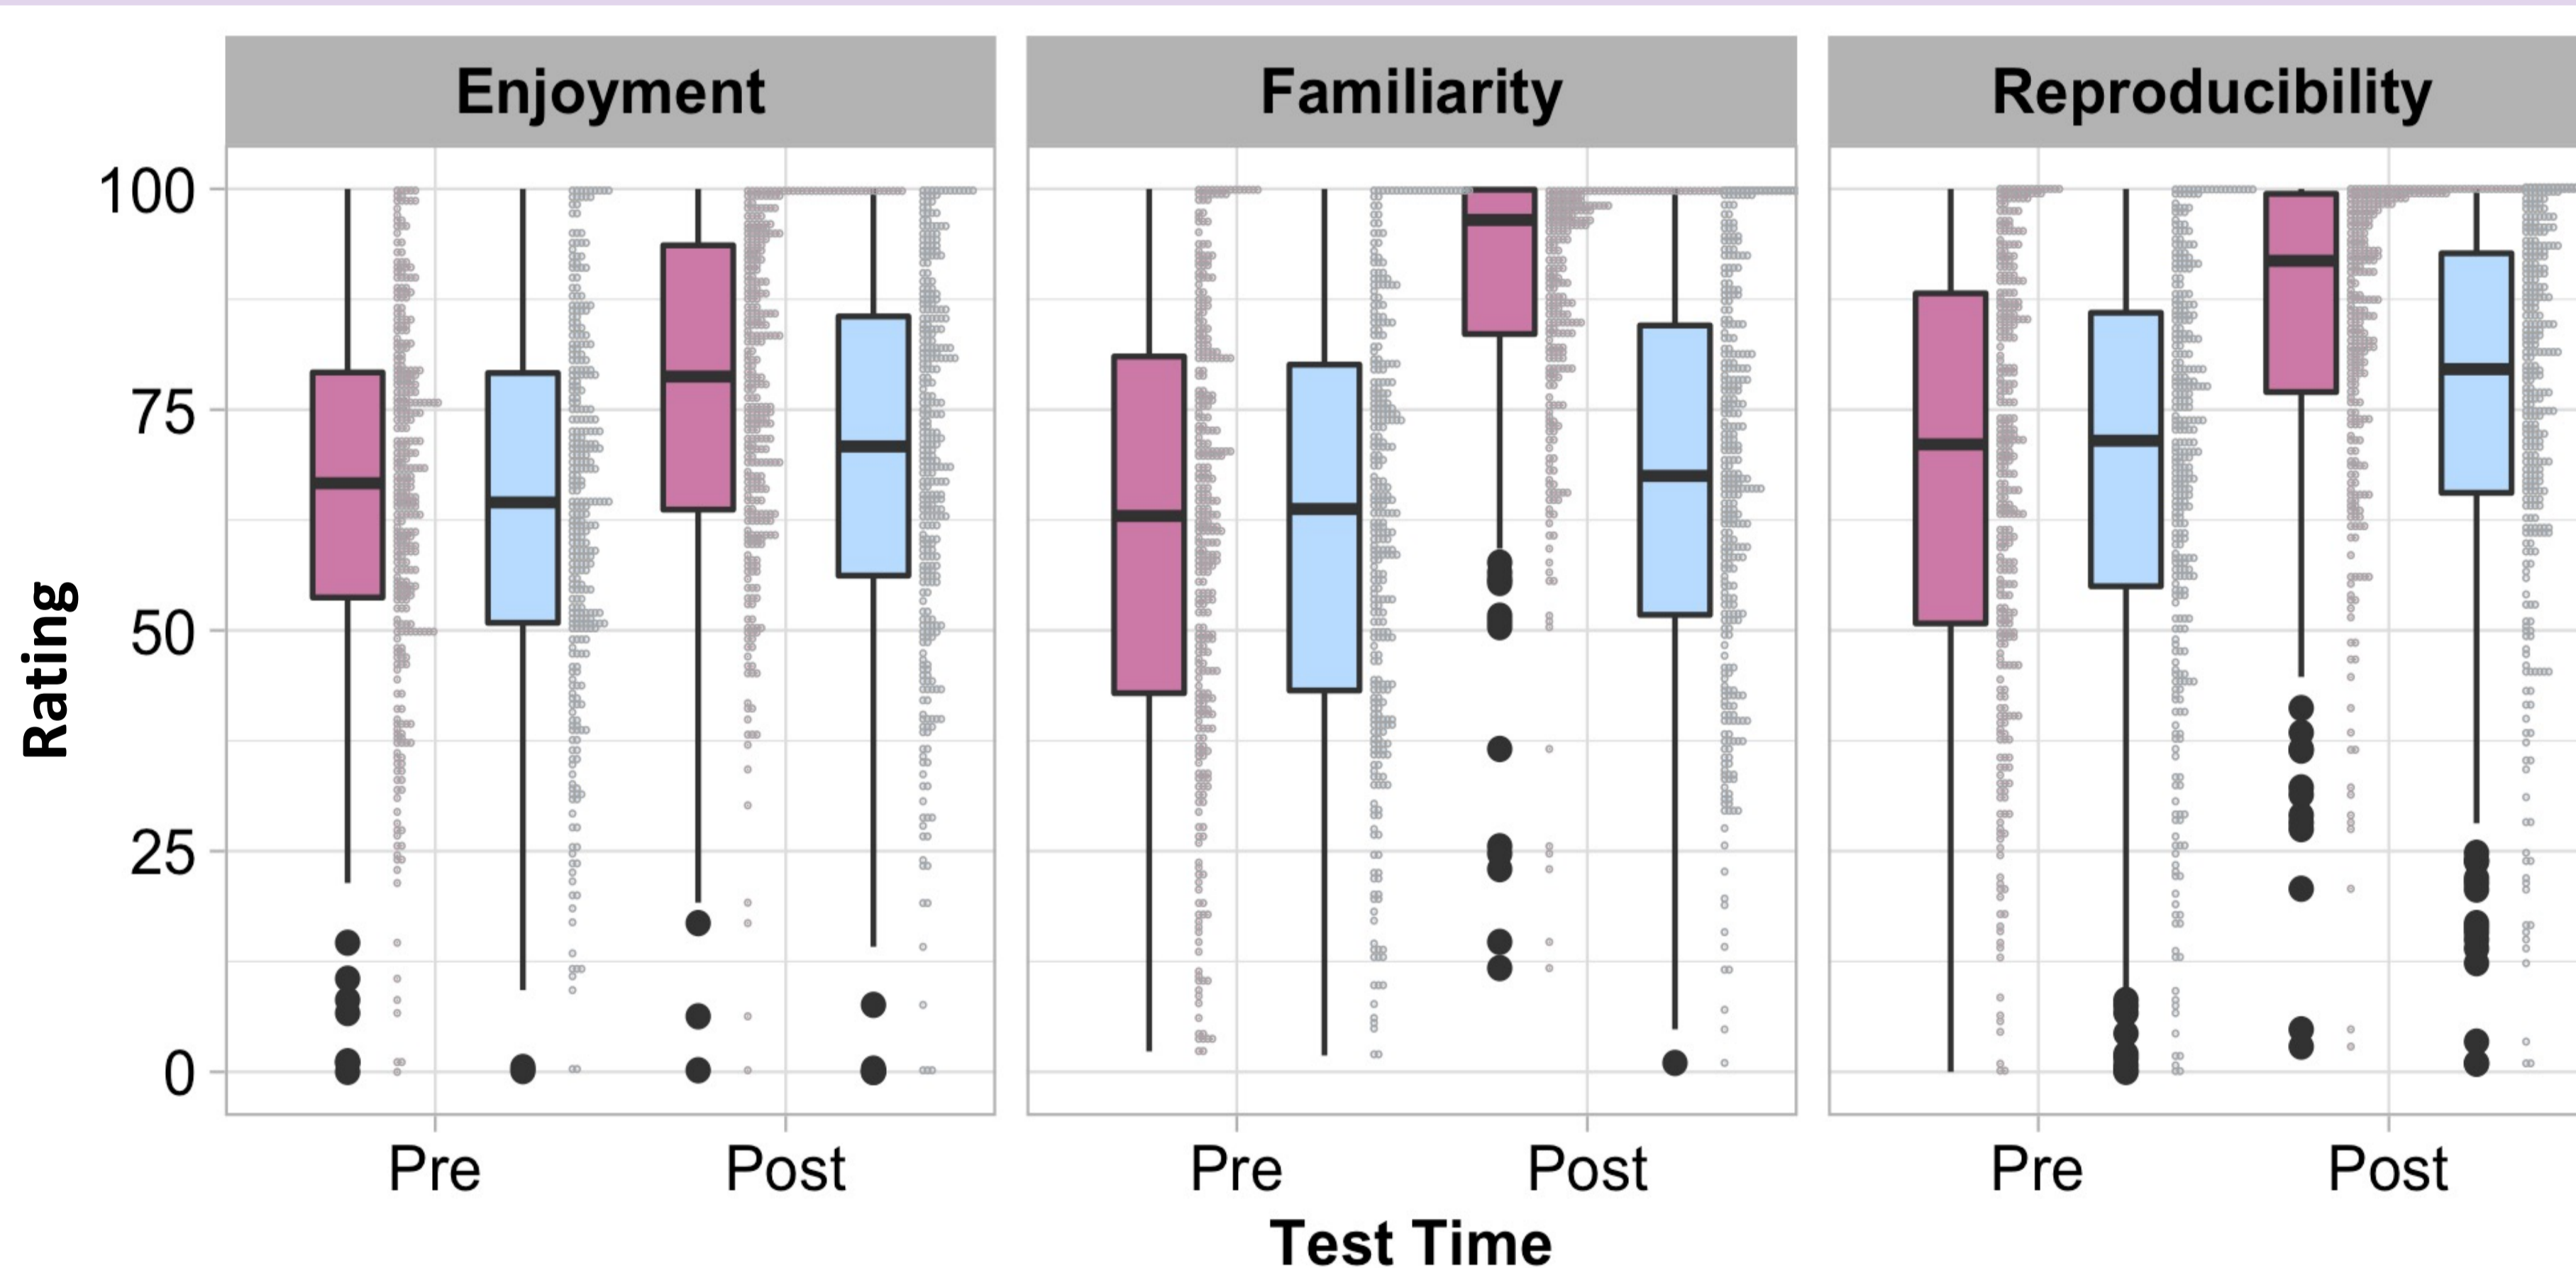 Enjoyment Familiarity Reproducibility
100
75
50
25
0
Rating
Pre Post Pre Post Pre Post
Test Time